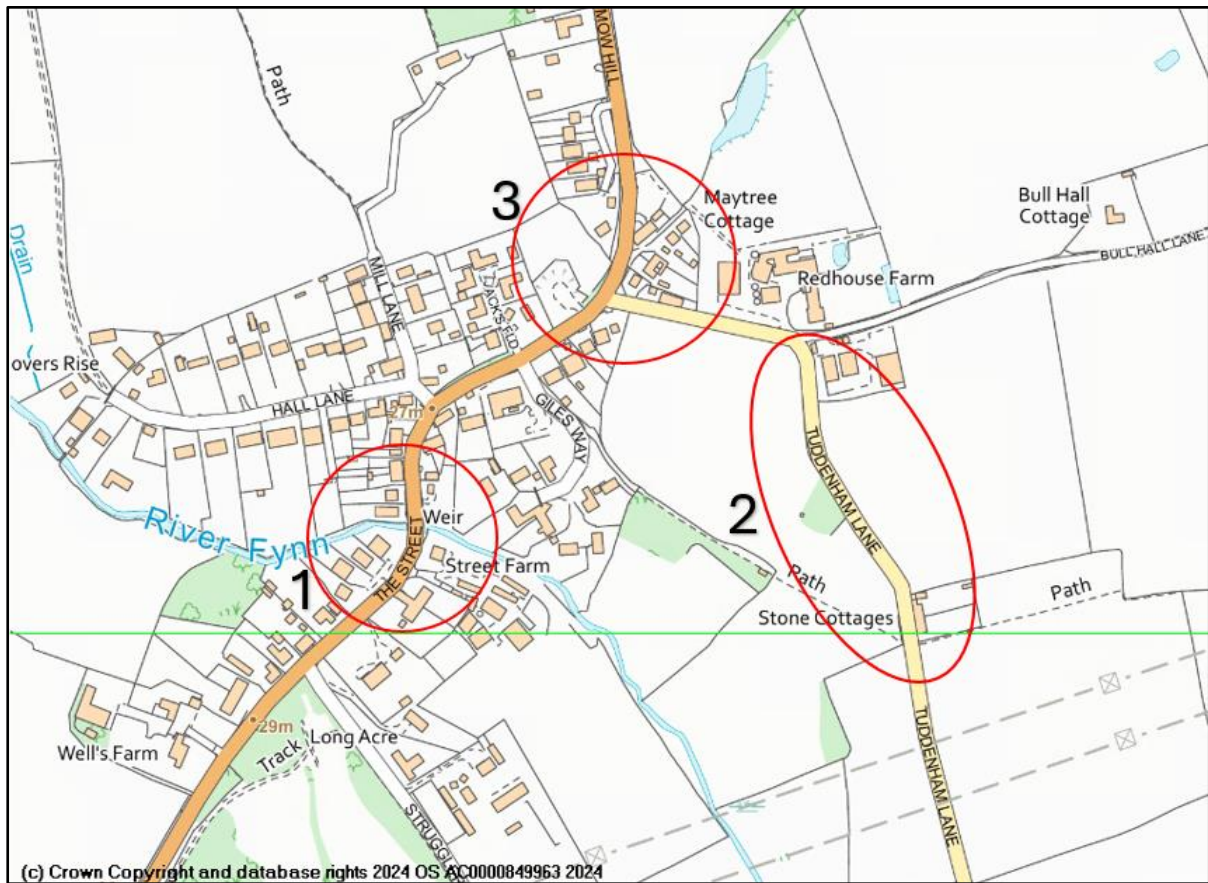 MOW HILL
Path
3
Maytree
Cottage
Bull Hall
Cottage
BULL HALL LANE
Redhouse Farm
Drain
MILL LANE
JACK'S FLD
overs Rise
HALL LANE
27m
GILES WAY
TUDDENHAM LANE
2
River Fynn
Weir
THE STREET
Street Farm
1
Path
Stone Cottages
Path
29m
Well's Farm
Track
Long Acre
TUDDENHAM LANE
STRUGGL
(c) Crown Copyright and database rights 2024 OS AC0000849963 2024